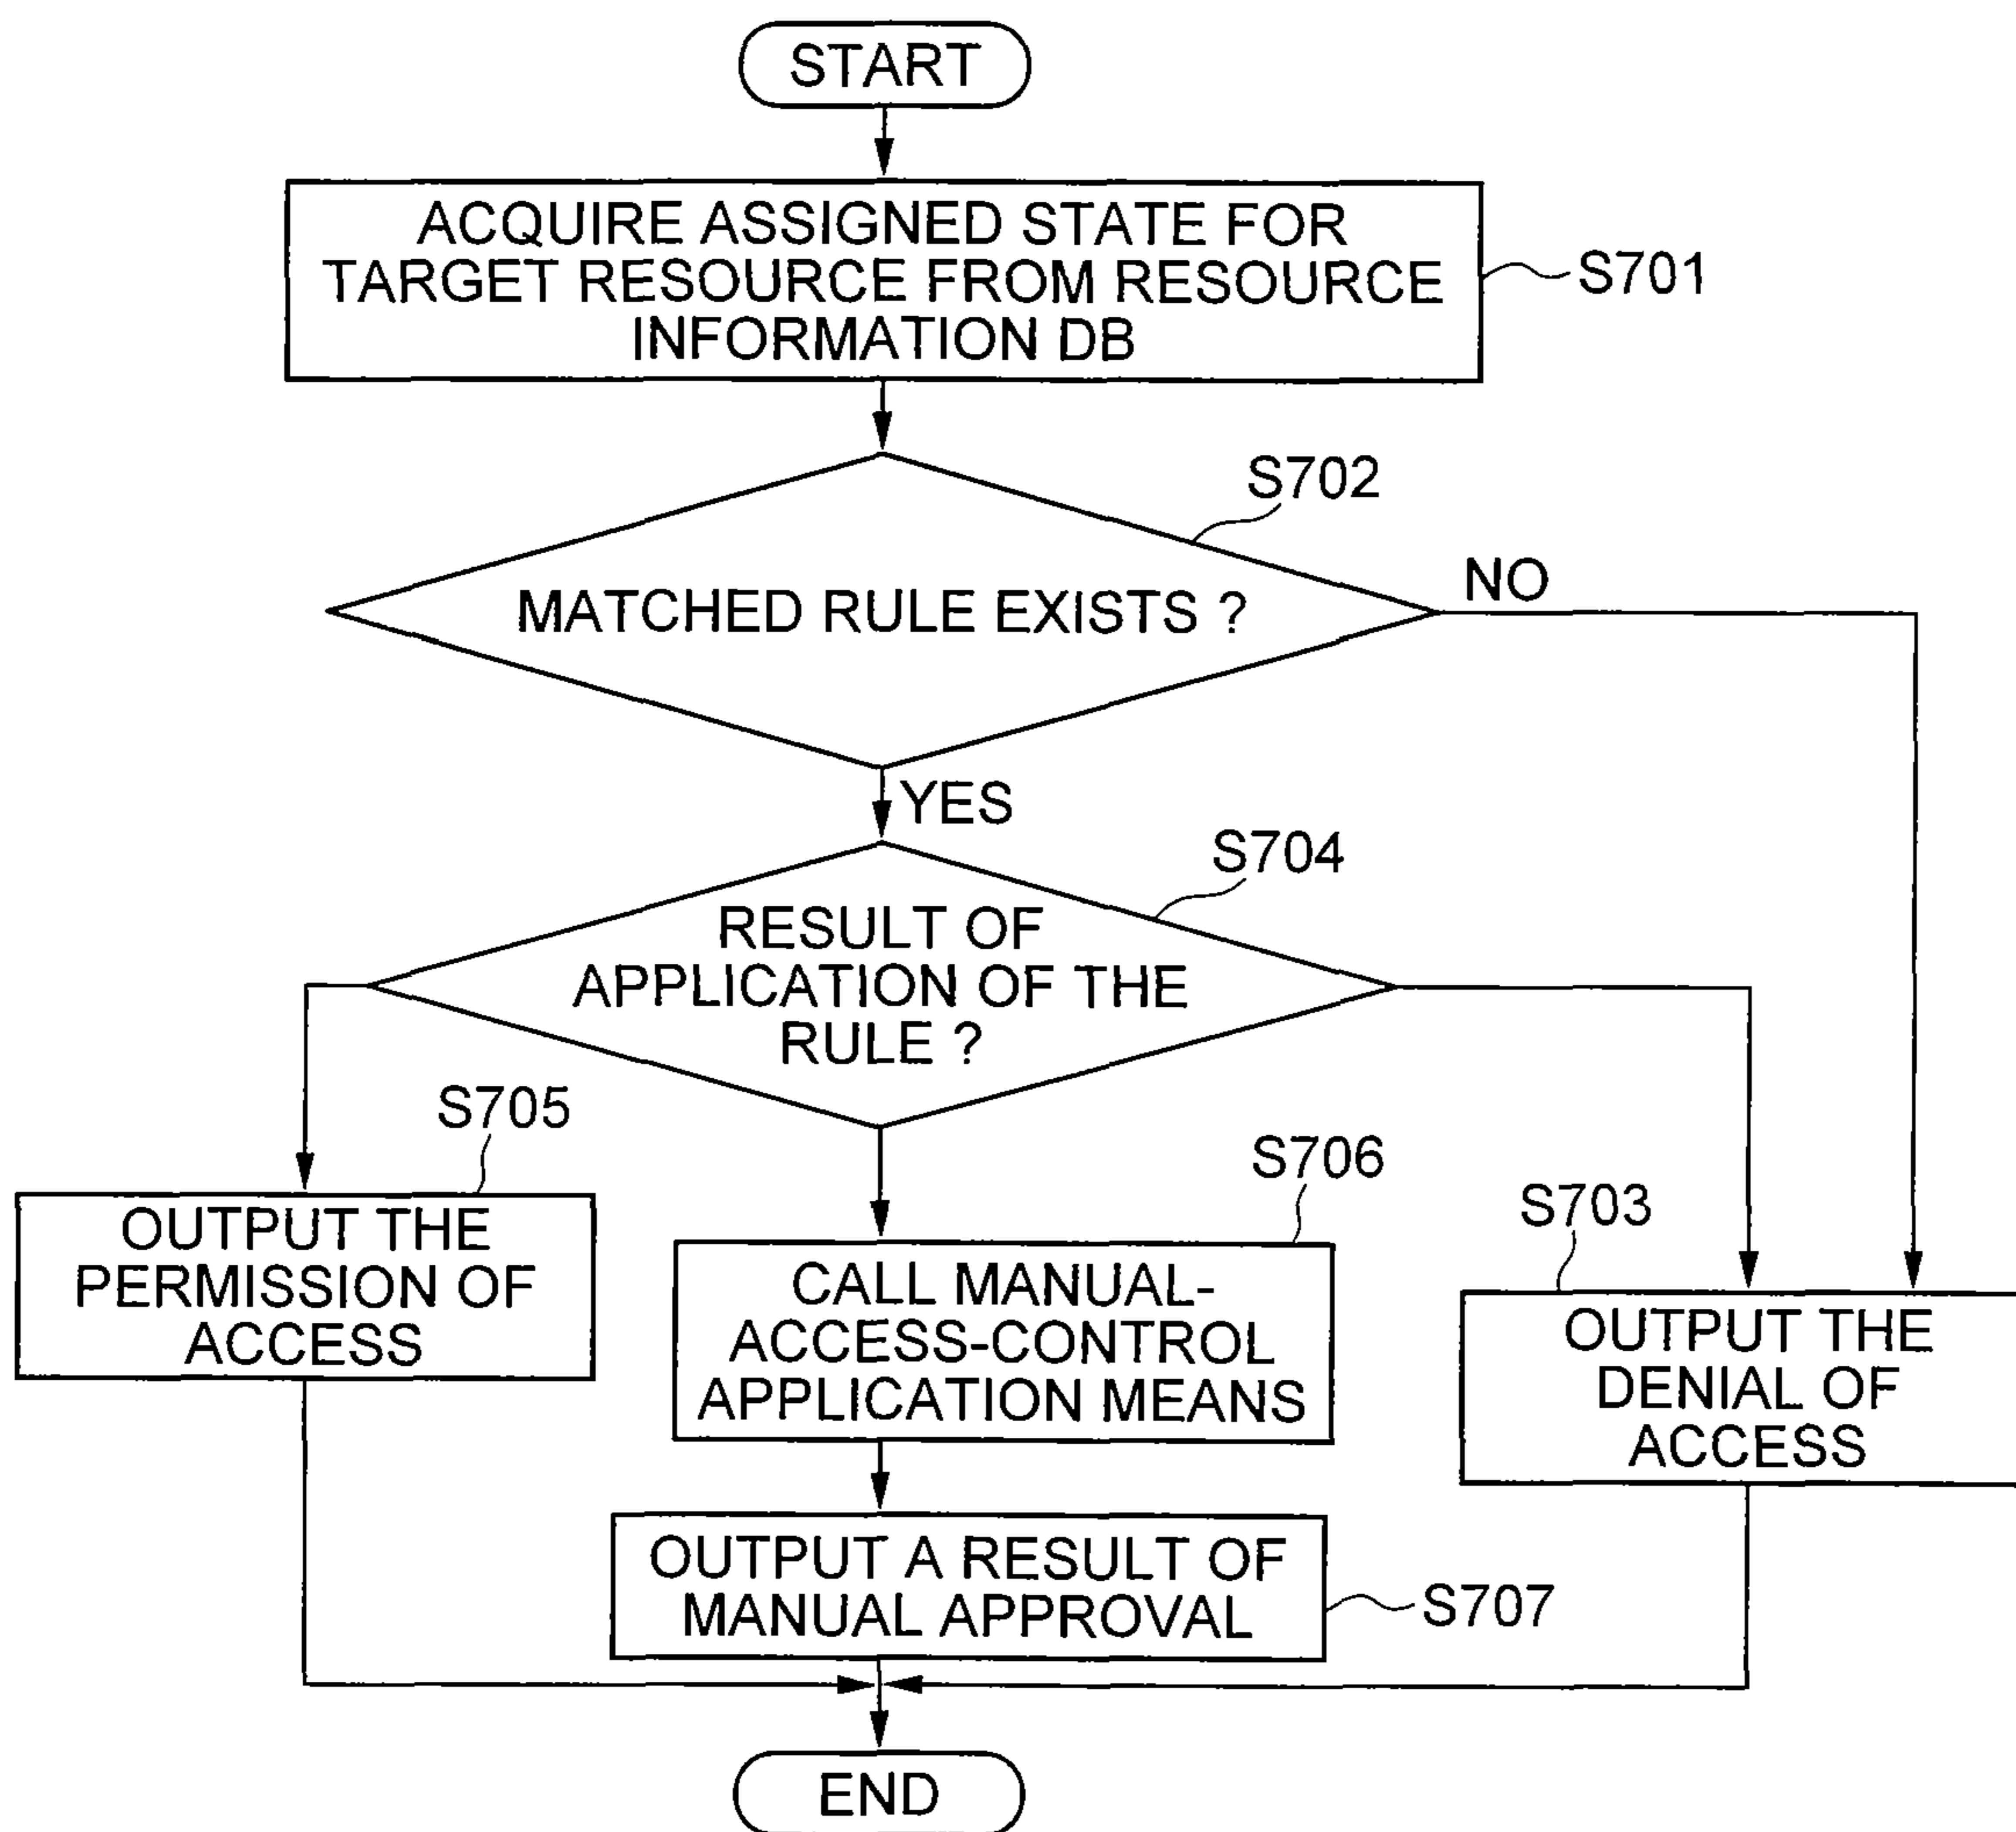 START
ACQUIRE ASSIGNED STATE FOR
TARGET RESOURCE FROM RESOURCE
INFORMATION DB
S701
S702
MATCHED RULE EXISTS ?
NO
YES
S704
RESULT OF
APPLICATION OF THE
RULE ?
S705
OUTPUT THE
PERMISSION OF
ACCESS
S706
CALL MANUAL-
ACCESS-CONTROL
APPLICATION MEANS
S703
OUTPUT THE
DENIAL OF
ACCESS
OUTPUT A RESULT OF
MANUAL APPROVAL
S707
END